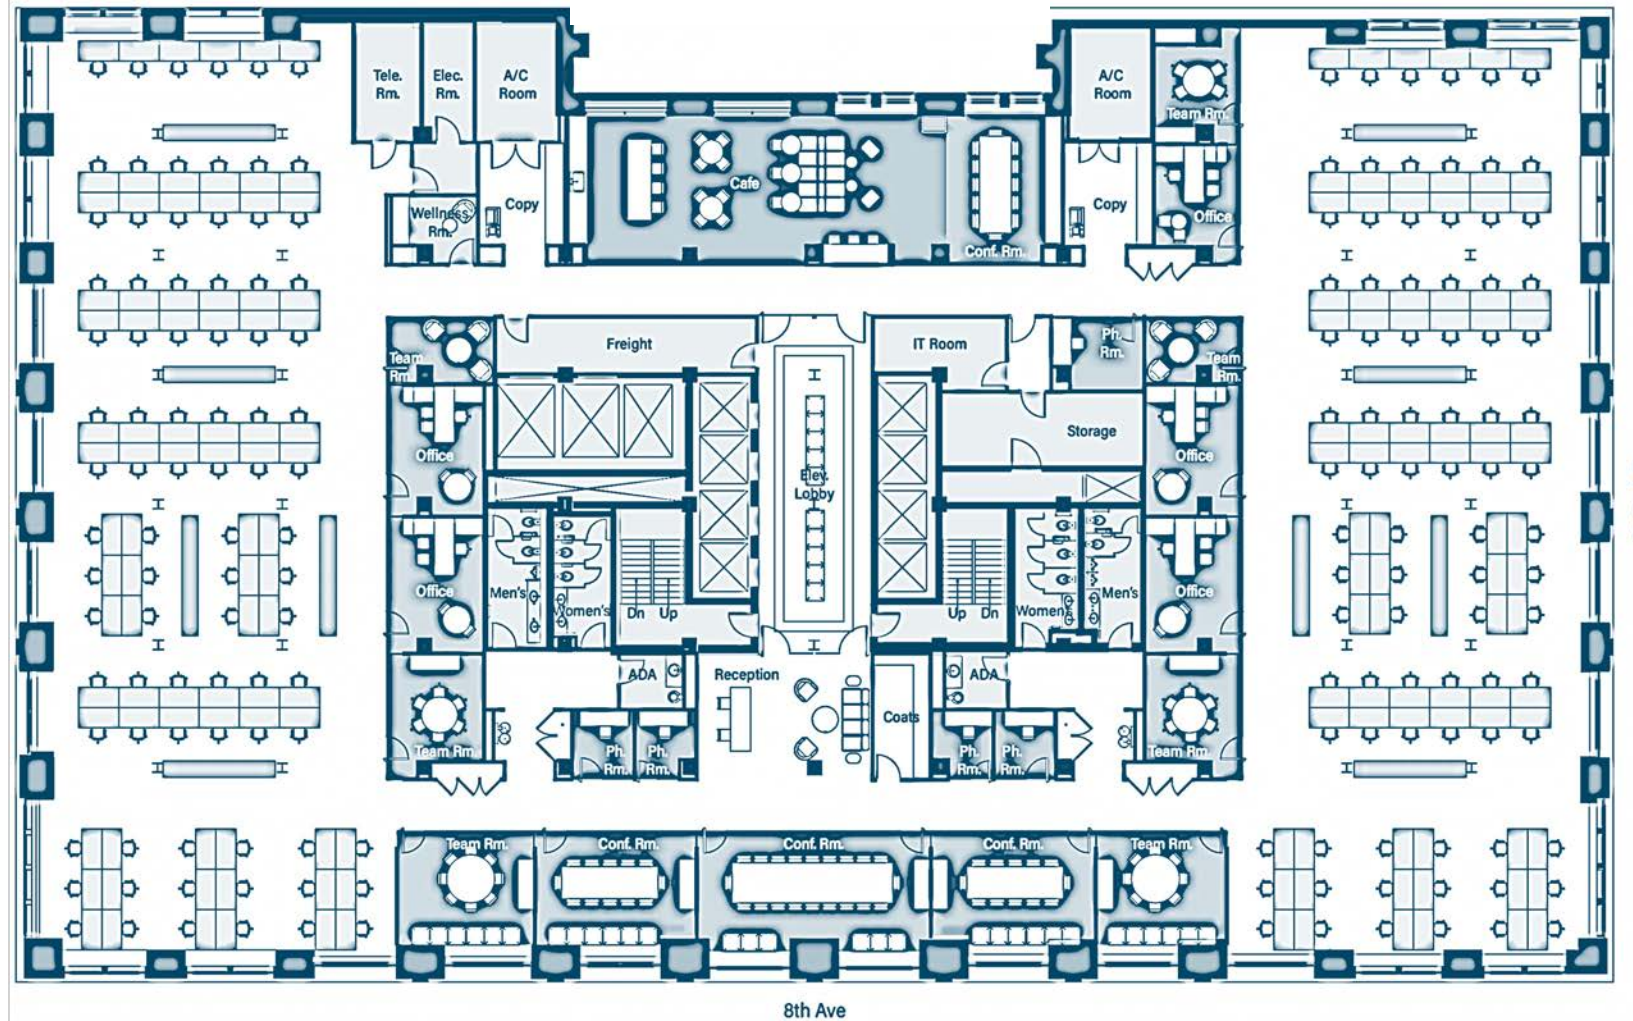 Tele.
Rm.
Elec.
Rm.
A/C
Room
A/C
Room
Team Rm.
Wellness
Rm.
Copy
Cafe
Conf. Rm.
Copy
Office
Team
Rm.
Freight
IT Room
Ph.
Rm.
Team
Rm.
Office
Elev.
Lobby
Storage
Office
Office
Men's
Women's
Dn Up
Up Dn
Women's
Men's
Office
ADA
Reception
ADA
Team Rm.
Ph.
Rm.
Ph.
Rm.
Coats
Ph.
Rm.
Ph.
Rm.
Team Rm.
Team Rm.
Conf. Rm.
Conf. Rm.
Conf. Rm.
Team Rm.
8th Ave